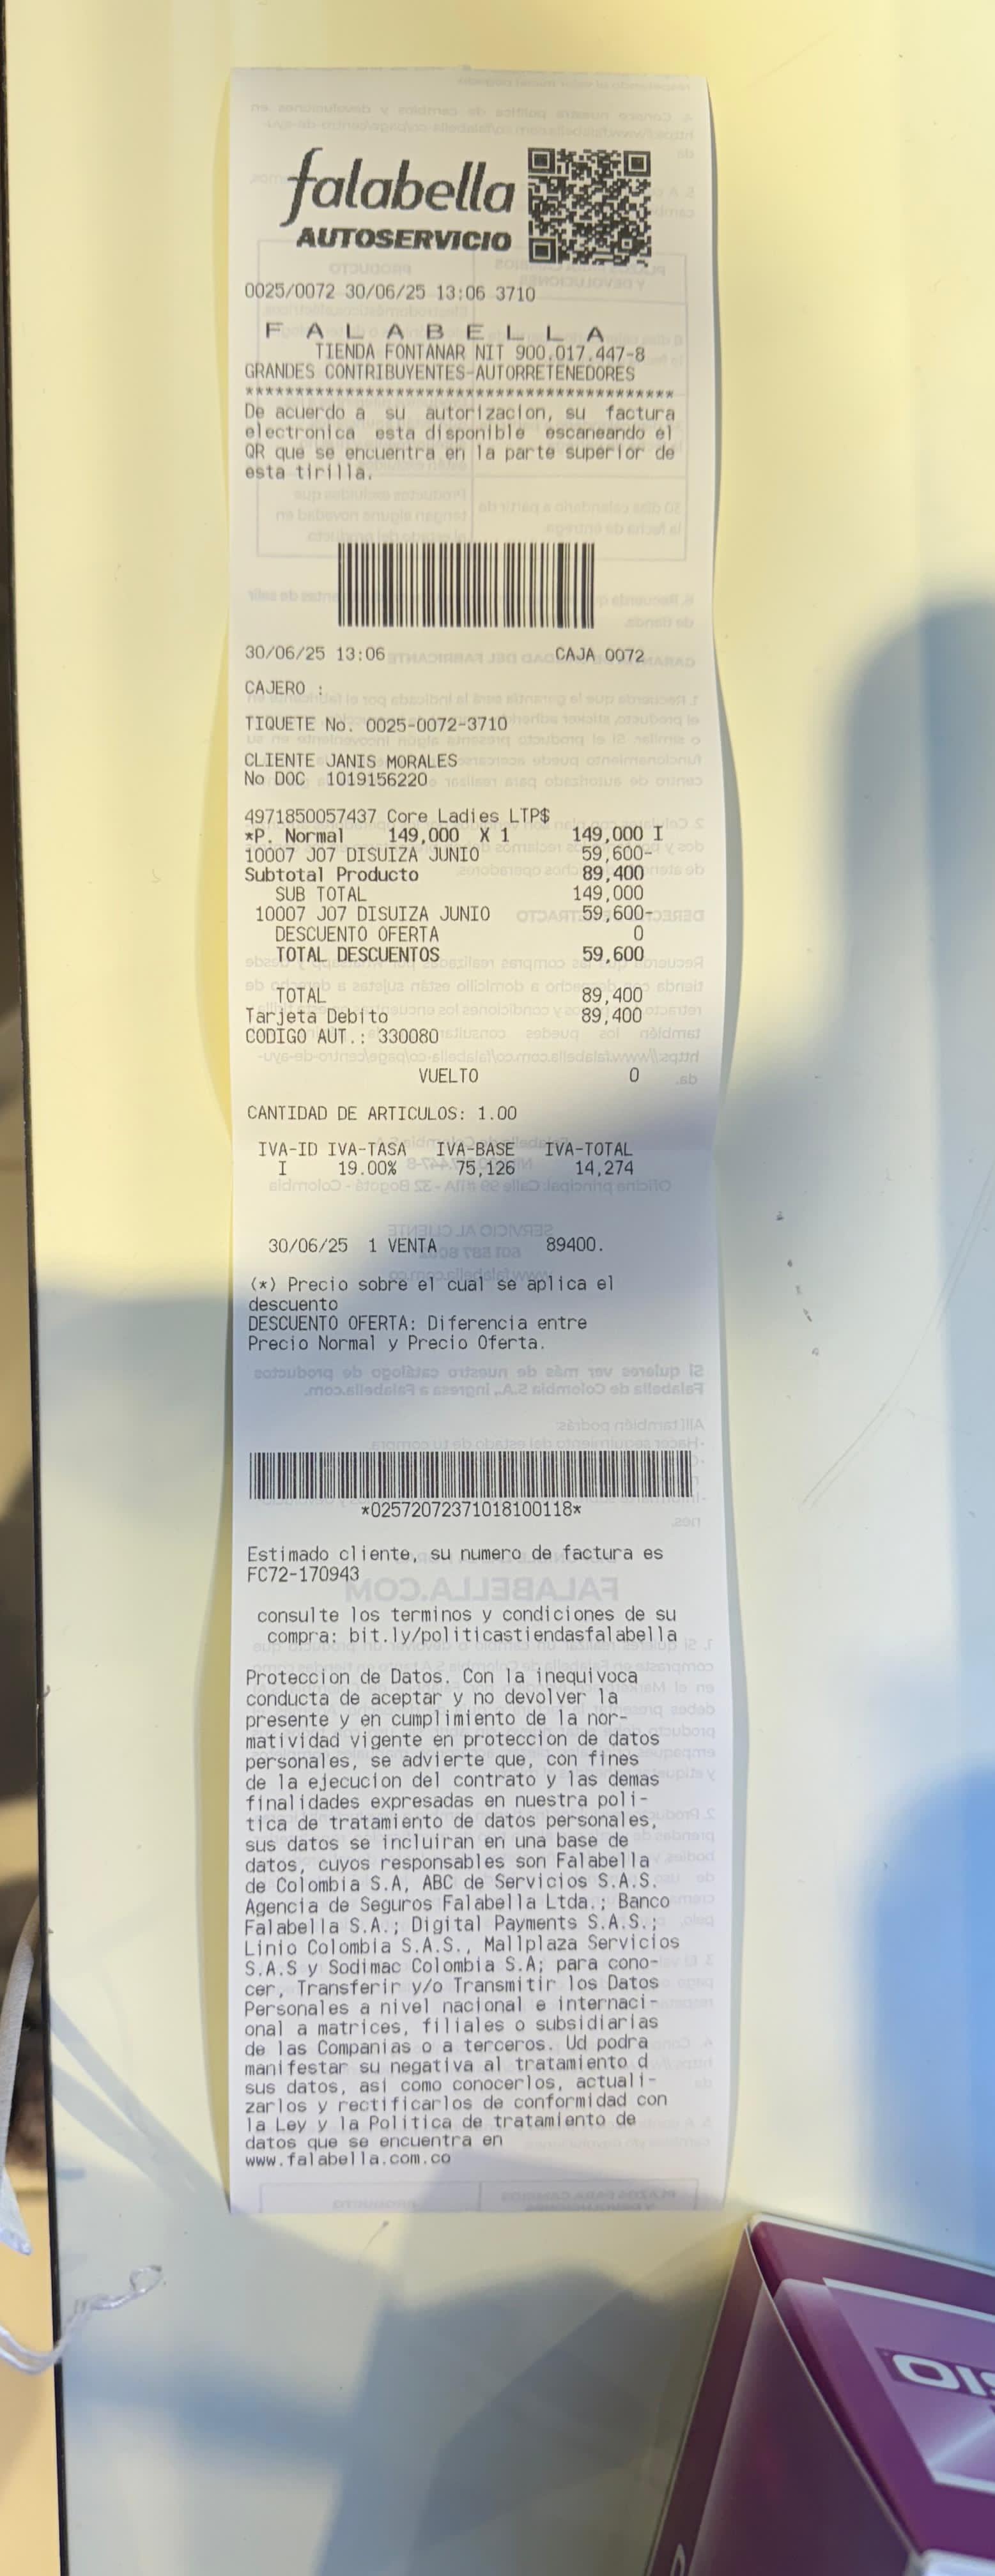 falabella
AUTOSERVICIO
0025/0072 30/06/25 13:06 3710
F A L A B E L L A
TIENDA FONTANAR NIT 900.017.447-8
GRANDES CONTRIBUYENTES-AUTORRETENEDORES
*******************************************
De acuerdo a su autorizacion, su factura
electronica esta disponible escaneando el
QR que se encuentra en la parte superior de
esta tirilla.
30/06/25 13:06 CAJA 0072
CAJERO :
TIQUETE No. 0025-0072-3710
CLIENTE JANIS MORALES
No DOC 1019156220
4971850057437 Core Ladies LTP$
*P. Normal 149,000 X 1 149,000 I
10007 J07 DISUIZA JUNIO 59,600-
Subtotal Producto 89,400
SUB TOTAL 149,000
10007 J07 DISUIZA JUNIO 59,600-
DESCUENTO OFERTA 0
TOTAL DESCUENTOS 59,600
TOTAL 89,400
Tarjeta Debito 89,400
CODIGO AUT.: 330080
VUELTO 0
CANTIDAD DE ARTICULOS: 1.00
IVA-ID IVA-TASA IVA-BASE IVA-TOTAL
I 19.00% 75,126 14,274
30/06/25 1 VENTA 89400.
(*) Precio sobre el cual se aplica el
descuento
DESCUENTO OFERTA: Diferencia entre
Precio Normal y Precio Oferta.
*02572072371018100118*
Estimado cliente, su numero de factura es
FC72-170943
consulte los terminos y condiciones de su
compra: bit.ly/politicastiendasfalabella
Proteccion de Datos. Con la inequivoca
conducta de aceptar y no devolver la
presente y en cumplimiento de la nor-
matividad vigente en proteccion de datos
personales, se advierte que, con fines
de la ejecucion del contrato y las demas
finalidades expresadas en nuestra poli-
tica de tratamiento de datos personales,
sus datos se incluiran en una base de
datos, cuyos responsables son Falabella
de Colombia S.A, ABC de Servicios S.A.S.
Agencia de Seguros Falabella Ltda.; Banco
Falabella S.A.; Digital Payments S.A.S.;
Linio Colombia S.A.S., Mallplaza Servicios
S.A.S y Sodimac Colombia S.A; para cono-
cer, Transferir y/o Transmitir los Datos
Personales a nivel nacional e internaci-
onal a matrices, filiales o subsidiarias
de las Companias o a terceros. Ud podra
manifestar su negativa al tratamiento d
sus datos, asi como conocerlos, actuali-
zarlos y rectificarlos de conformidad con
la Ley y la Politica de tratamiento de
datos que se encuentra en
www.falabella.com.co